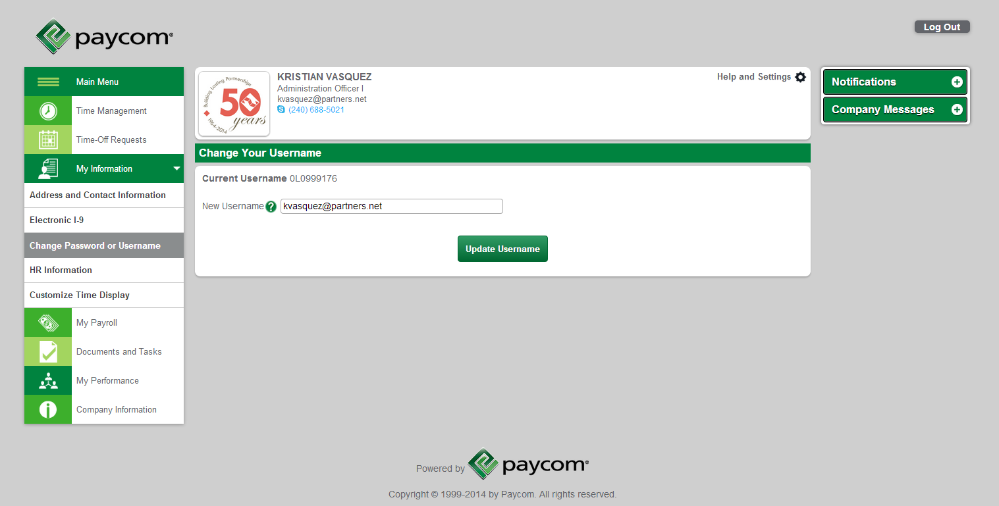 paycom
Log Out
Main Menu
Time Management
Time-Off Requests
My Information
Address and Contact Information
Electronic I-9
Change Password or Username
HR Information
Customize Time Display
My Payroll
Documents and Tasks
My Performance
Company Information
Building Lasting Partnerships
50
years
1964-2014
KRISTIAN VASQUEZ
Administration Officer I
kvasquez@partners.net
(240) 688-5021
Help and Settings
Change Your Username
Current Username 0L0999176
New Username ? kvasquez@partners.net
Update Username
Notifications
Company Messages
Powered by paycom
Copyright © 1999-2014 by Paycom. All rights reserved.